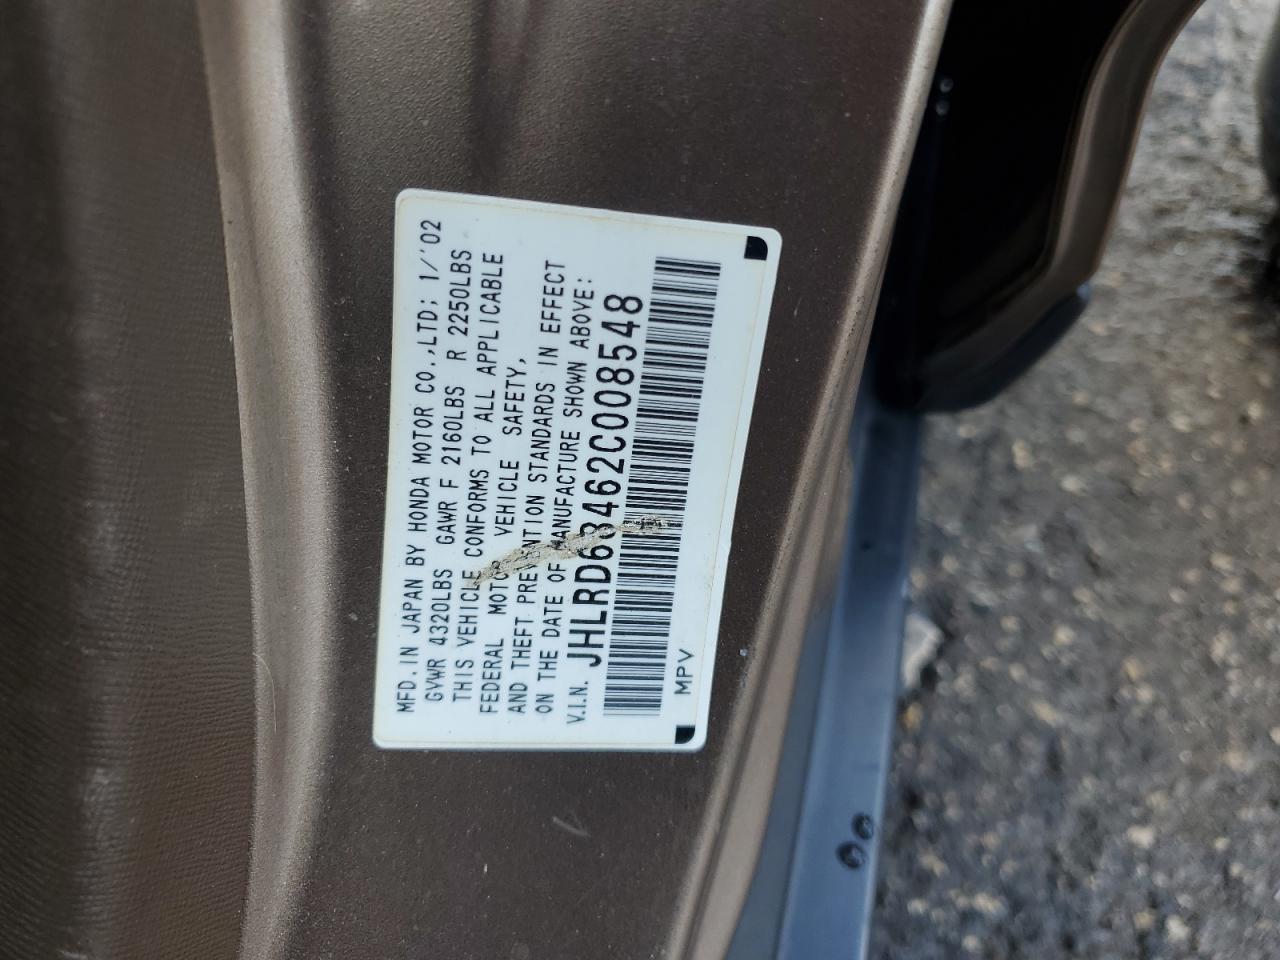 MFD. IN JAPAN BY HONDA MOTOR CO.,LTD; 1/'02
GVWR 4320LBS GAWR F 2160LBS R 2250LBS
THIS VEHICLE CONFORMS TO ALL APPLICABLE
FEDERAL MOTOR VEHICLE SAFETY,
AND THEFT PREVENTION STANDARDS IN EFFECT
ON THE DATE OF MANUFACTURE SHOWN ABOVE:
V.I.N. JHLRD68462C008548
MPV